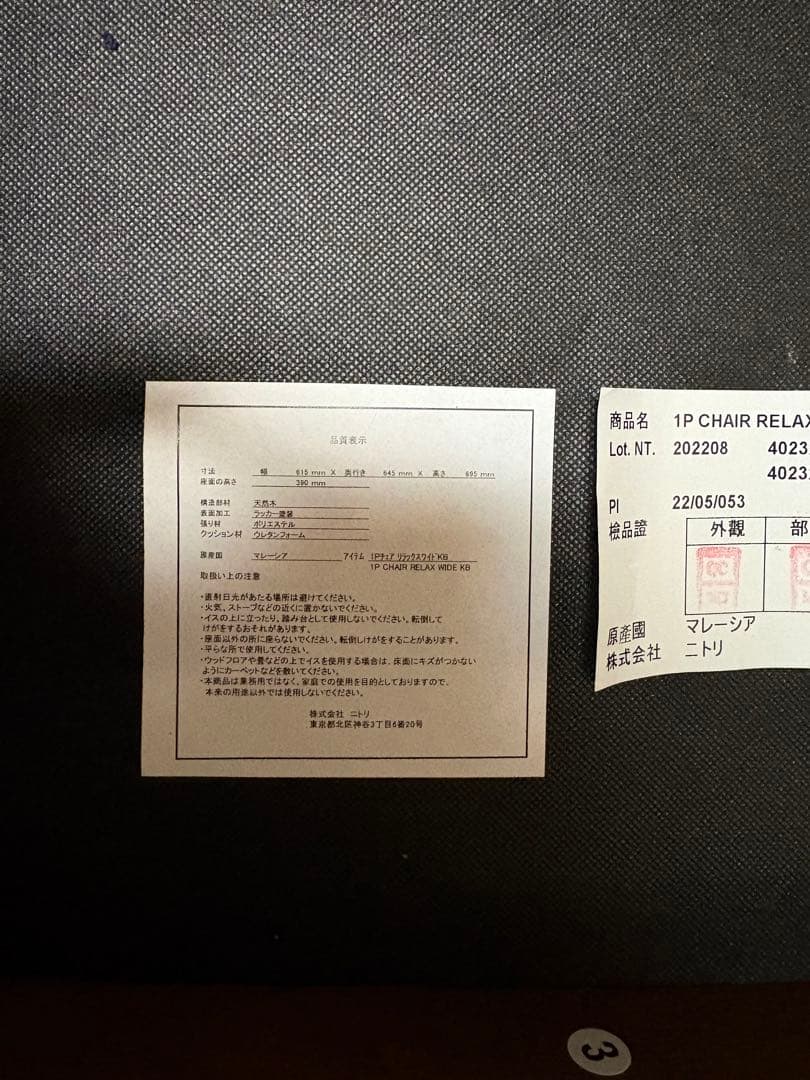 品質表示
寸法 幅 615 mm X 奥行き 645 mm X 高さ 695 mm
座面の高さ 390 mm
構造部材 天然木
表面加工 ラッカー塗装
張り材 ポリエステル
クッション材 ウレタンフォーム
原産国 マレーシア アイテム 1Pチェア リラックスワイドKB
1P CHAIR RELAX WIDE KB
取扱い上の注意
・直射日光があたる場所は避けてください。
・火気、ストーブなどの近くに置かないでください。
・イスの上に立ったり、踏み台として使用しないでください。転倒して
けがをするおそれがあります。
・座面以外の所に座らないでください。転倒しけがをすることがあります。
・平らな所で使用してください。
・ウッドフロアや畳などの上でイスを使用する場合は、床面にキズがつかない
ようにカーペットなどを敷いてください。
・本商品は業務用ではなく、家庭での使用を目的としておりますので、
本来の用途以外では使用しないでください。
株式会社 ニトリ
東京都北区神谷3丁目6番20号
商品名 1P CHAIR RELAX
Lot. NT. 202208 4023
4023
PI 22/05/053
檢品證 外觀 部
原產國 マレーシア
株式会社 ニトリ
3